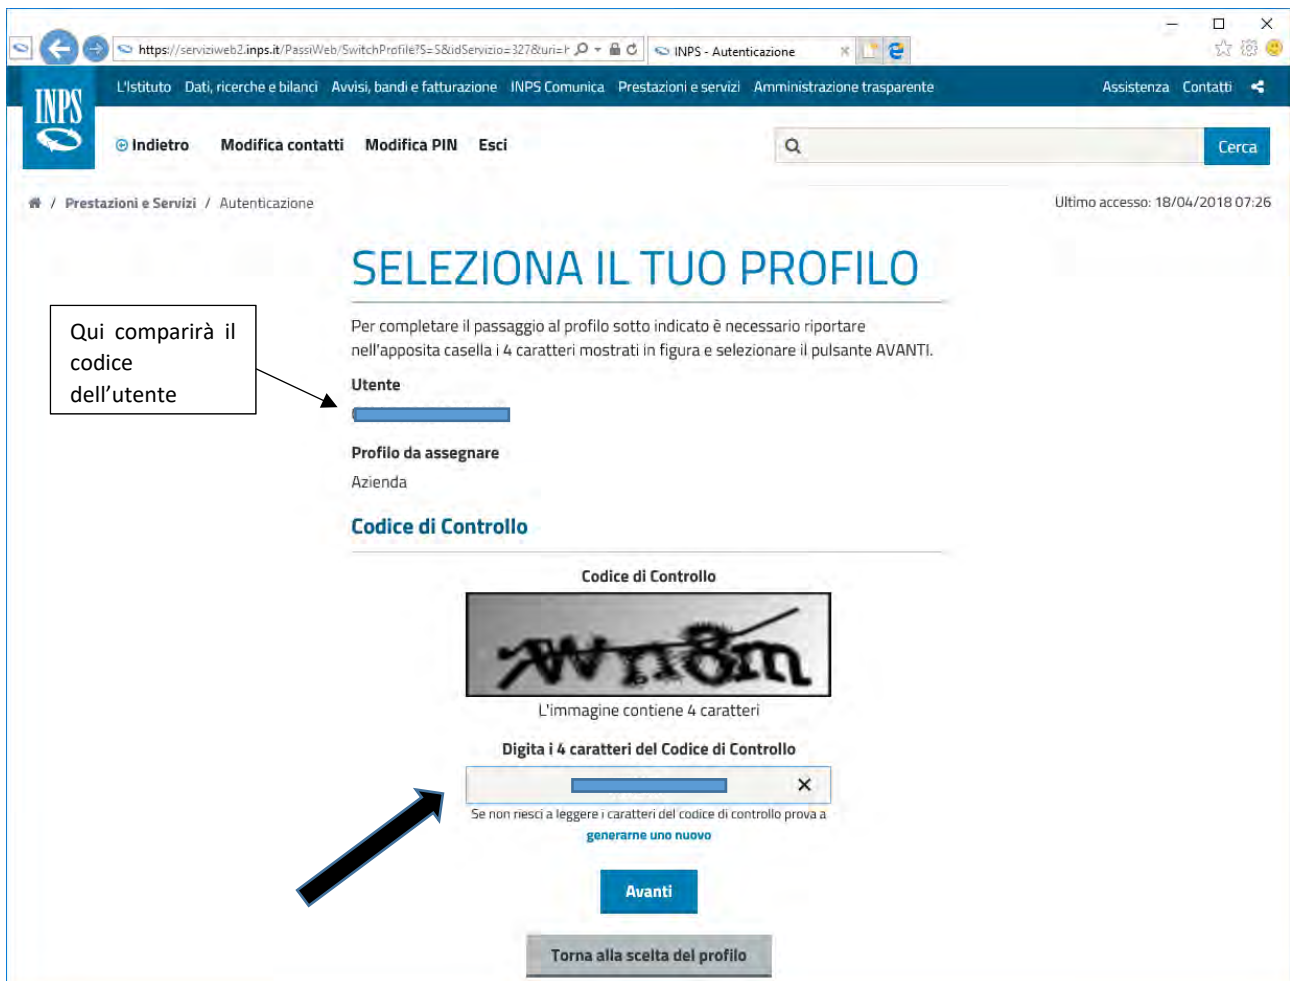 https://serviziweb2.inps.it/PassiWeb/SwitchProfile?S=S&idServizio=327&uri=h
INPS - Autenticazione
INPS
L'Istituto Dati, ricerche e bilanci Avvisi, bandi e fatturazione INPS Comunica Prestazioni e servizi Amministrazione trasparente Assistenza Contatti
Indietro Modifica contatti Modifica PIN Esci Cerca
/ Prestazioni e Servizi / Autenticazione Ultimo accesso: 18/04/2018 07:26
SELEZIONA IL TUO PROFILO
Qui comparirà il
codice
dell'utente
Per completare il passaggio al profilo sotto indicato è necessario riportare
nell'apposita casella i 4 caratteri mostrati in figura e selezionare il pulsante AVANTI.
Utente
Profilo da assegnare
Azienda
Codice di Controllo
Codice di Controllo
wn8m
L'immagine contiene 4 caratteri
Digita i 4 caratteri del Codice di Controllo
Se non riesci a leggere i caratteri del codice di controllo prova a
generarne uno nuovo
Avanti
Torna alla scelta del profilo